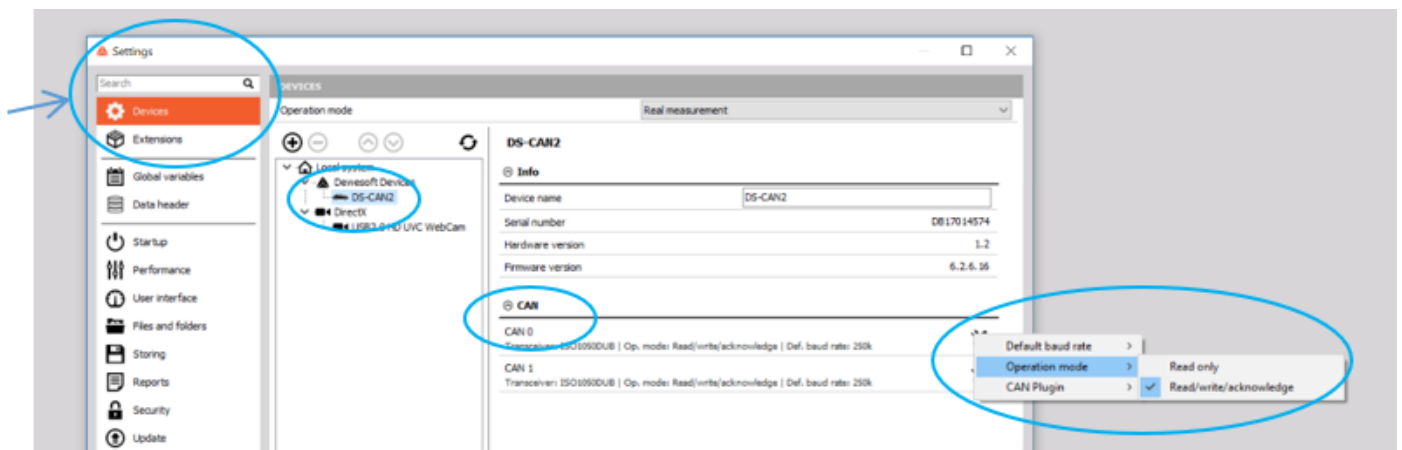 Settings
Search
Devices
Extensions
Global variables
Data header
Startup
Performance
User interface
Files and folders
Storing
Reports
Security
Update
DEVICES
Operation mode
Real measurement
Local system
Dewesoft Devices
DS-CAN2
DirectX
USB2.0 HD UVC WebCam
DS-CAN2
Info
Device name DS-CAN2
Serial number DB17014574
Hardware version 1.2
Firmware version 6.2.6.16
CAN
CAN 0
Transceiver: ISO1050DUB | Op. mode: Read/write/acknowledge | Def. baud rate: 250k
CAN 1
Transceiver: ISO1050DUB | Op. mode: Read/write/acknowledge | Def. baud rate: 250k
Default baud rate
Operation mode
CAN Plugin
Read only
Read/write/acknowledge